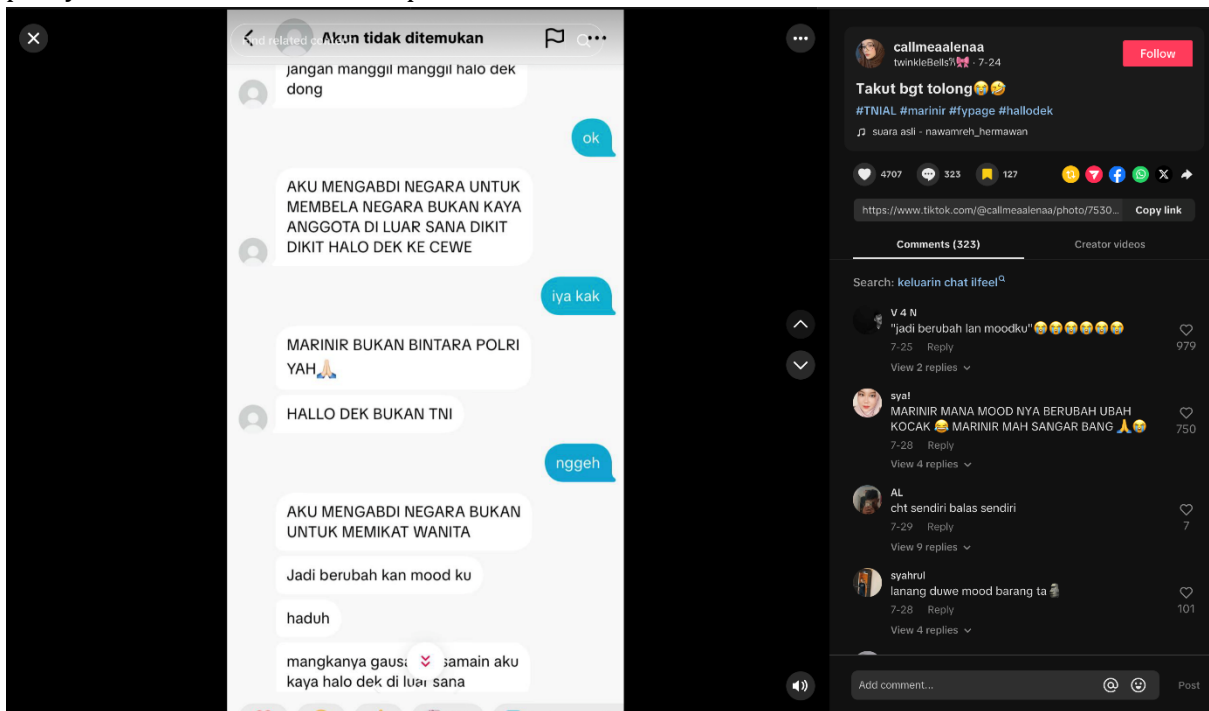 Akun tidak ditemukan
jangan manggil manggil halo dek
dong
ok
AKU MENGABDI NEGARA UNTUK
MEMBELA NEGARA BUKAN KAYA
ANGGOTA DI LUAR SANA DIKIT
DIKIT HALO DEK KE CEWE
iya kak
MARINIR BUKAN BINTARA POLRI
YAH🙏🏻
HALLO DEK BUKAN TNI
nggeh
AKU MENGABDI NEGARA BUKAN
UNTUK MEMIKAT WANITA
Jadi berubah kan mood ku
haduh
mangkanya samain aku
kaya halo dek di luar sana
callmeaalenaa
twinkleBells🎀 · 7-24
Follow
Takut bgt tolong😭🤣
#TNIAL #marinir #fypage #hallodek
suara asli - nawamreh_hermawan
4707 323 127
https://www.tiktok.com/@callmeaalenaa/photo/7530... Copy link
Comments (323) Creator videos
Search: keluarin chat ilfeel
V 4 N
"jadi berubah lan moodku"😭😭😭😭😭😭
7-25 Reply 979
View 2 replies
sya!
MARINIR MANA MOOD NYA BERUBAH UBAH
KOCAK 😂 MARINIR MAH SANGAR BANG 🙏😭
7-28 Reply 750
View 4 replies
AL
cht sendiri balas sendiri
7-29 Reply 7
View 9 replies
syahrul
lanang duwe mood barang ta🗿
7-28 Reply 101
View 4 replies
Add comment... Post